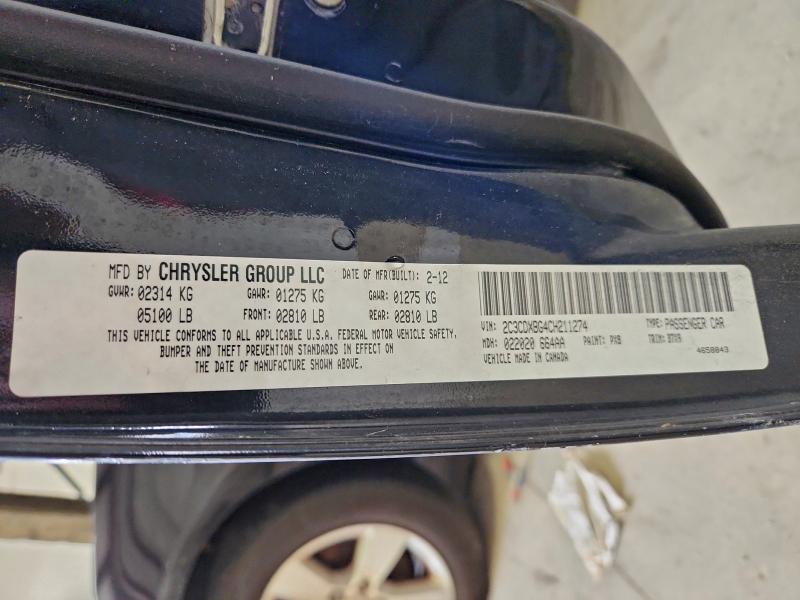 MFD BY CHRYSLER GROUP LLC DATE OF MFR(BUILT): 2-12
GVWR: 02314 KG GAWR: 01275 KG GAWR: 01275 KG
05100 LB FRONT: 02810 LB REAR: 02810 LB
THIS VEHICLE CONFORMS TO ALL APPLICABLE U.S.A. FEDERAL MOTOR VEHICLE SAFETY,
BUMPER AND THEFT PREVENTION STANDARDS IN EFFECT ON
THE DATE OF MANUFACTURE SHOWN ABOVE.
VIN: 2C3CDXBG4CH211274 TYPE: PASSENGER CAR
MDH: 022020 664AA PAINT: PXB TRIM: B7X9
VEHICLE MADE IN CANADA 4658843